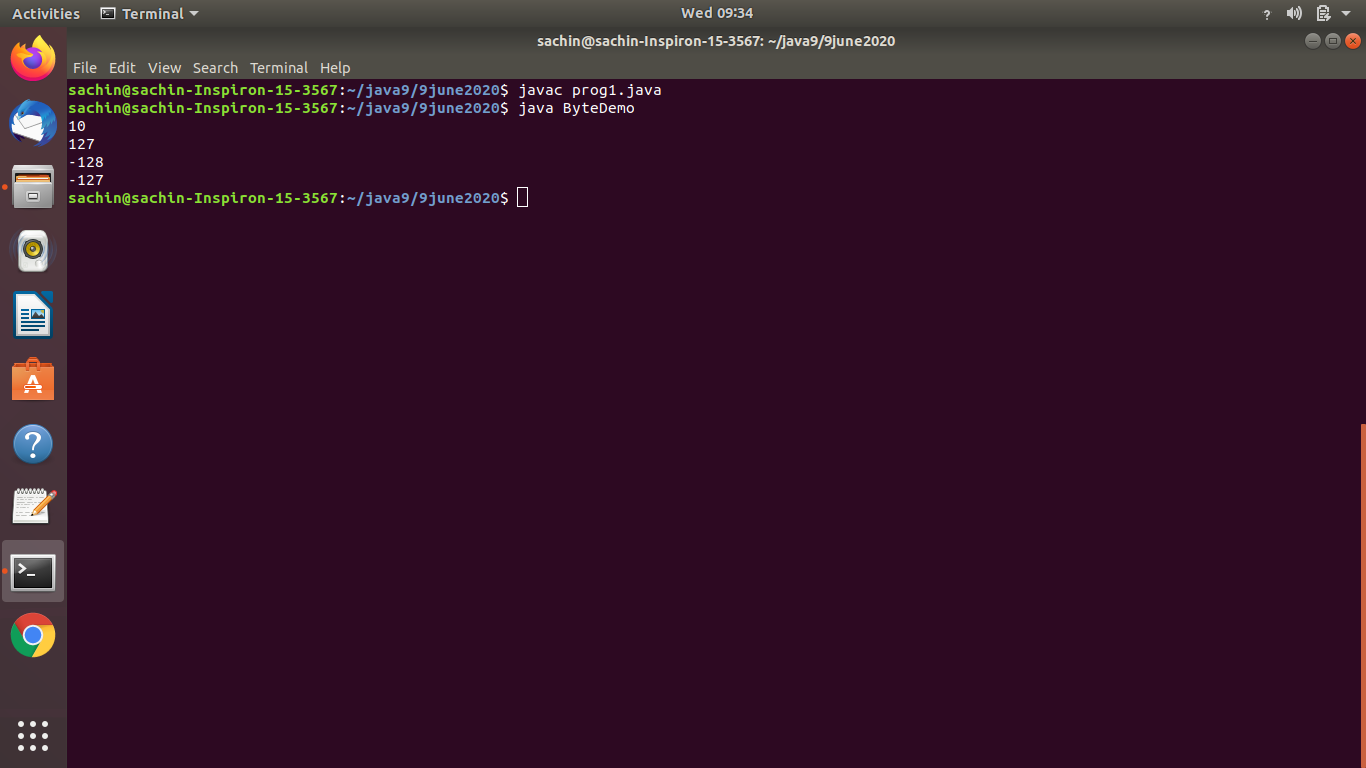 Activities Terminal Wed 09:34 ?
sachin@sachin-Inspiron-15-3567: ~/java9/9june2020
File Edit View Search Terminal Help
sachin@sachin-Inspiron-15-3567:~/java9/9june2020$ javac prog1.java
sachin@sachin-Inspiron-15-3567:~/java9/9june2020$ java ByteDemo
10
127
-128
-127
sachin@sachin-Inspiron-15-3567:~/java9/9june2020$